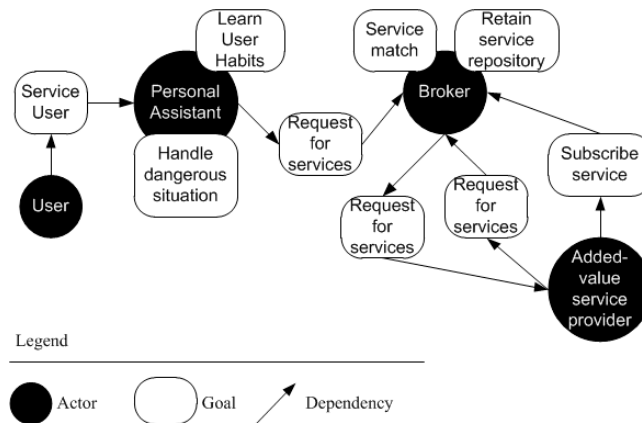 Learn
User
Habits
Service
match
Retain
service
repository
Service
User
Personal
Assistant
Broker
Request
for
services
Handle
dangerous
situation
Subscribe
service
User
Request
for
services
Request
for
services
Added-
value
service
provider
Legend
Actor
Goal
Dependency